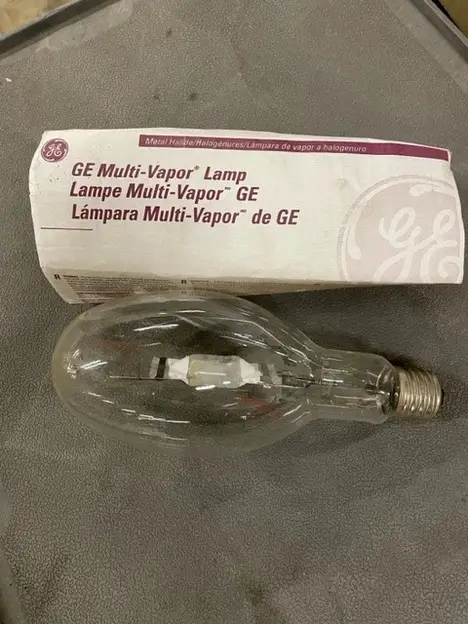 GE
Metal Halide/Halogénures/Lámpara de vapor a halogenuro
GE Multi-Vapor® Lamp
Lampe Multi-Vapor™ GE
Lámpara Multi-Vapor™ de GE
GE